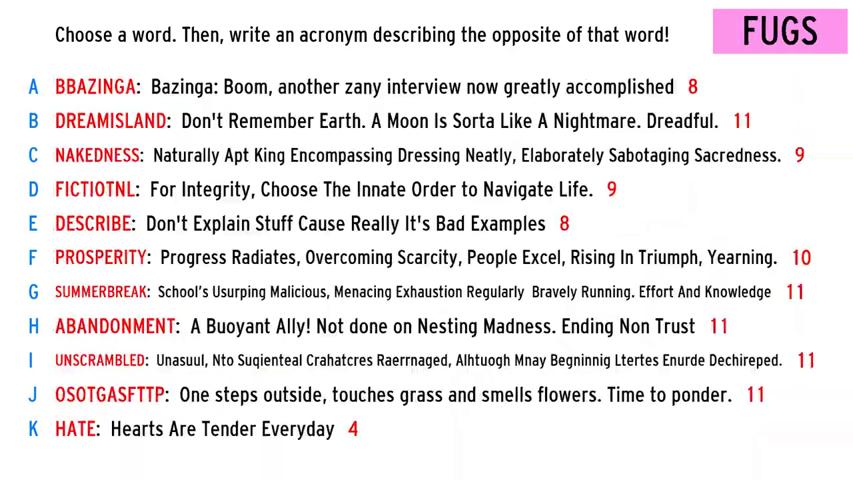 Choose a word. Then, write an acronym describing the opposite of that word!
FUGS
A BBAZINGA: Bazinga: Boom, another zany interview now greatly accomplished 8
B DREAMISLAND: Don't Remember Earth. A Moon Is Sorta Like A Nightmare. Dreadful. 11
C NAKEDNESS: Naturally Apt King Encompassing Dressing Neatly, Elaborately Sabotaging Sacredness. 9
D FICTIOTNL: For Integrity, Choose The Innate Order to Navigate Life. 9
E DESCRIBE: Don't Explain Stuff Cause Really It's Bad Examples 8
F PROSPERITY: Progress Radiates, Overcoming Scarcity, People Excel, Rising In Triumph, Yearning. 10
G SUMMERBREAK: School's Usurping Malicious, Menacing Exhaustion Regularly Bravely Running. Effort And Knowledge 11
H ABANDONMENT: A Buoyant Ally! Not done on Nesting Madness. Ending Non Trust 11
I UNSCRAMBLED: Unasuul, Nto Suqienteal Crahatcres Raerrnaged, Alhtuogh Mnay Begninnig Ltertes Enurde Dechireped. 11
J OSOTGASFTTP: One steps outside, touches grass and smells flowers. Time to ponder. 11
K HATE: Hearts Are Tender Everyday 4